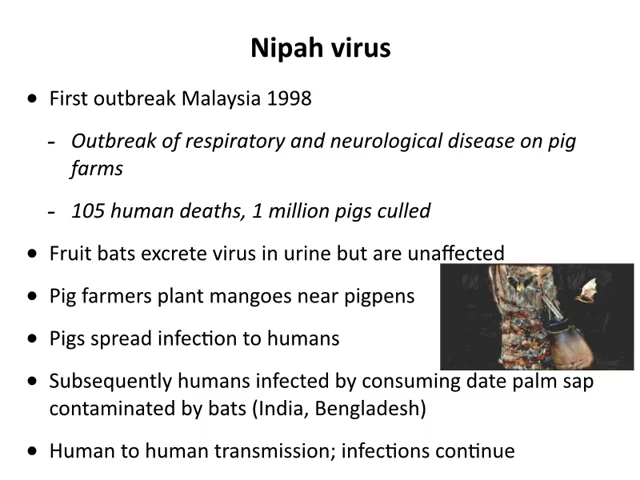 Nipah virus
• First outbreak Malaysia 1998
- Outbreak of respiratory and neurological disease on pig
farms
- 105 human deaths, 1 million pigs culled
• Fruit bats excrete virus in urine but are unaffected
• Pig farmers plant mangoes near pigpens
• Pigs spread infection to humans
• Subsequently humans infected by consuming date palm sap
contaminated by bats (India, Bengladesh)
• Human to human transmission; infections continue